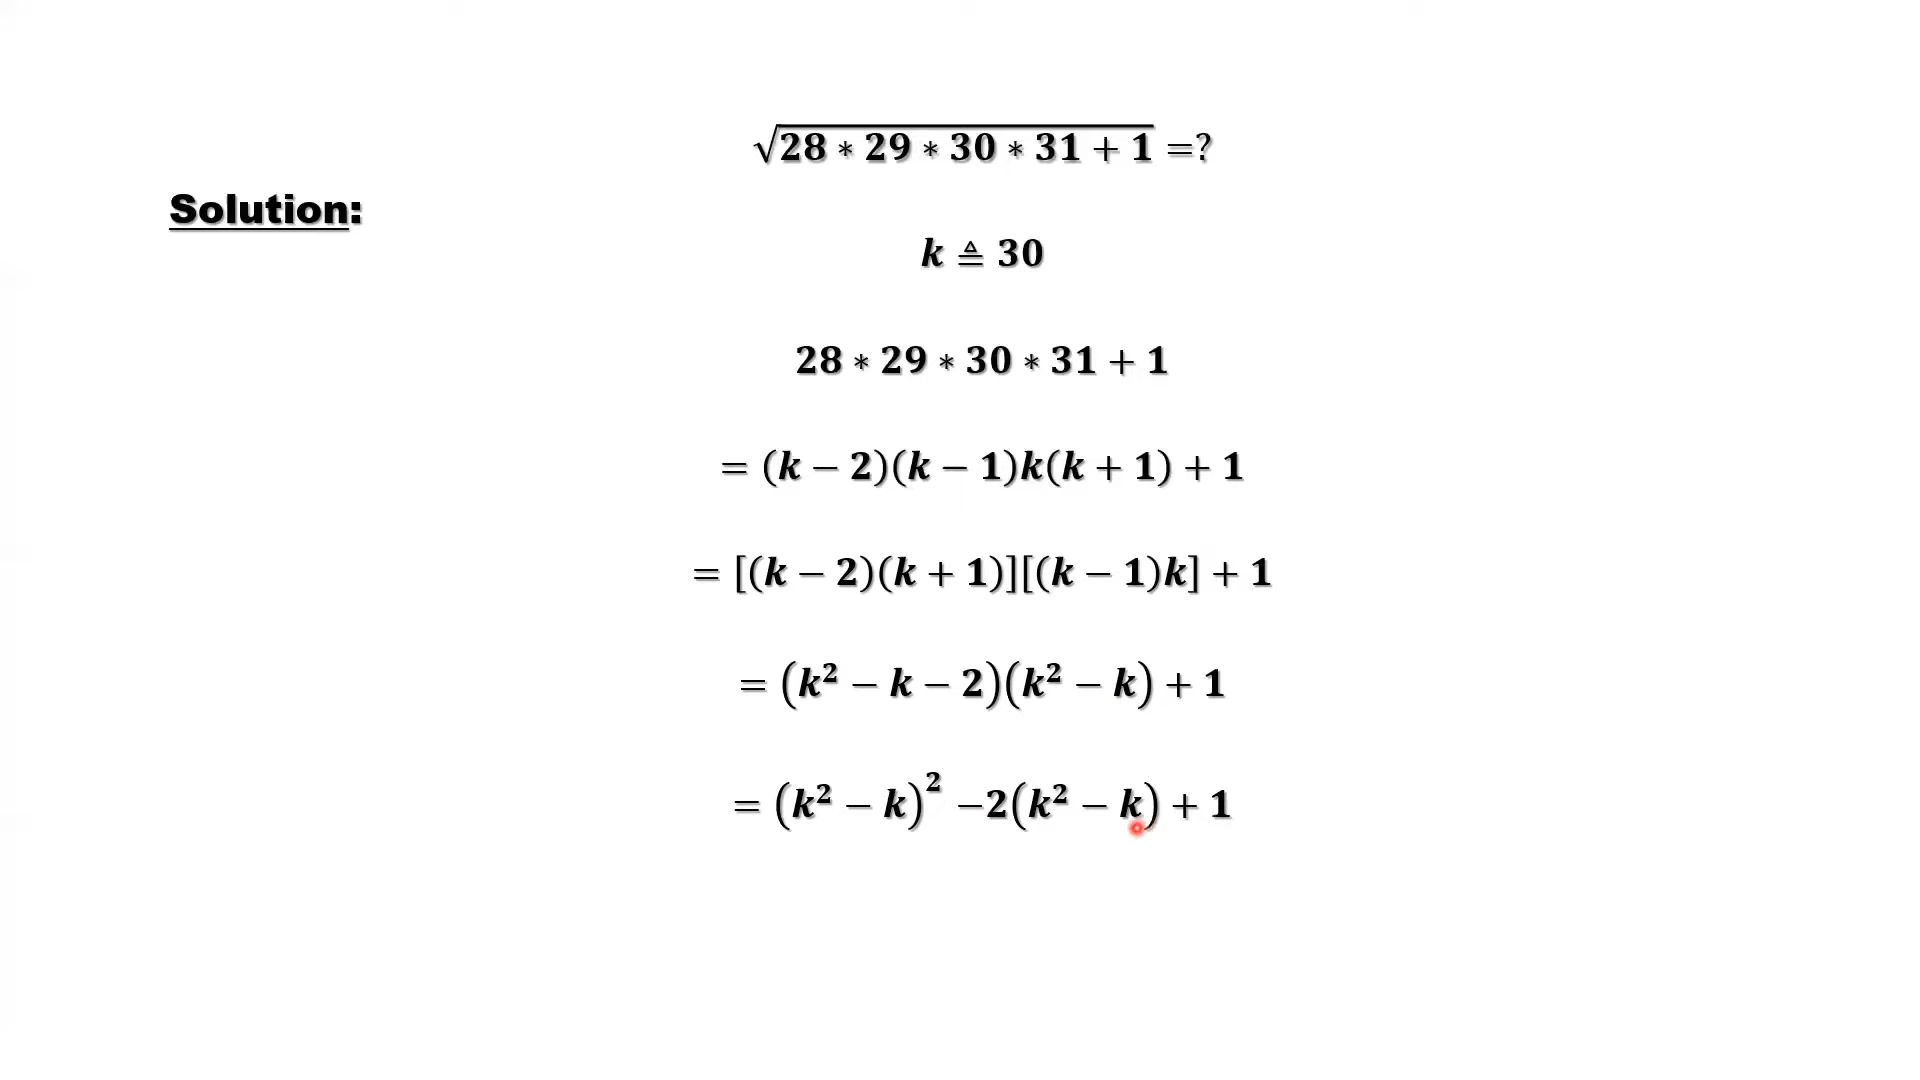 √28 * 29 * 30 * 31 + 1 =?
Solution:
k ≜ 30
28 * 29 * 30 * 31 + 1
= (k − 2)(k − 1)k(k + 1) + 1
= [(k − 2)(k + 1)][(k − 1)k] + 1
= (k² − k − 2)(k² − k) + 1
= (k² − k)² −2(k² − k) + 1